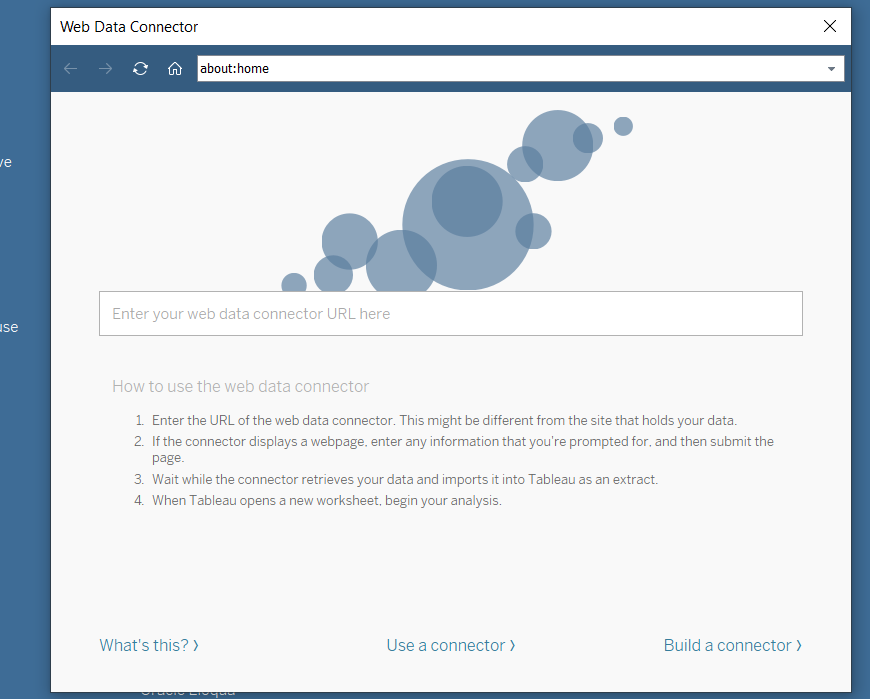 Web Data Connector
about:home
ve
use
Enter your web data connector URL here
How to use the web data connector
1. Enter the URL of the web data connector. This might be different from the site that holds your data.
2. If the connector displays a webpage, enter any information that you're prompted for, and then submit the
page.
3. Wait while the connector retrieves your data and imports it into Tableau as an extract.
4. When Tableau opens a new worksheet, begin your analysis.
What's this? ›
Use a connector ›
Build a connector ›
Oracle Eloqua